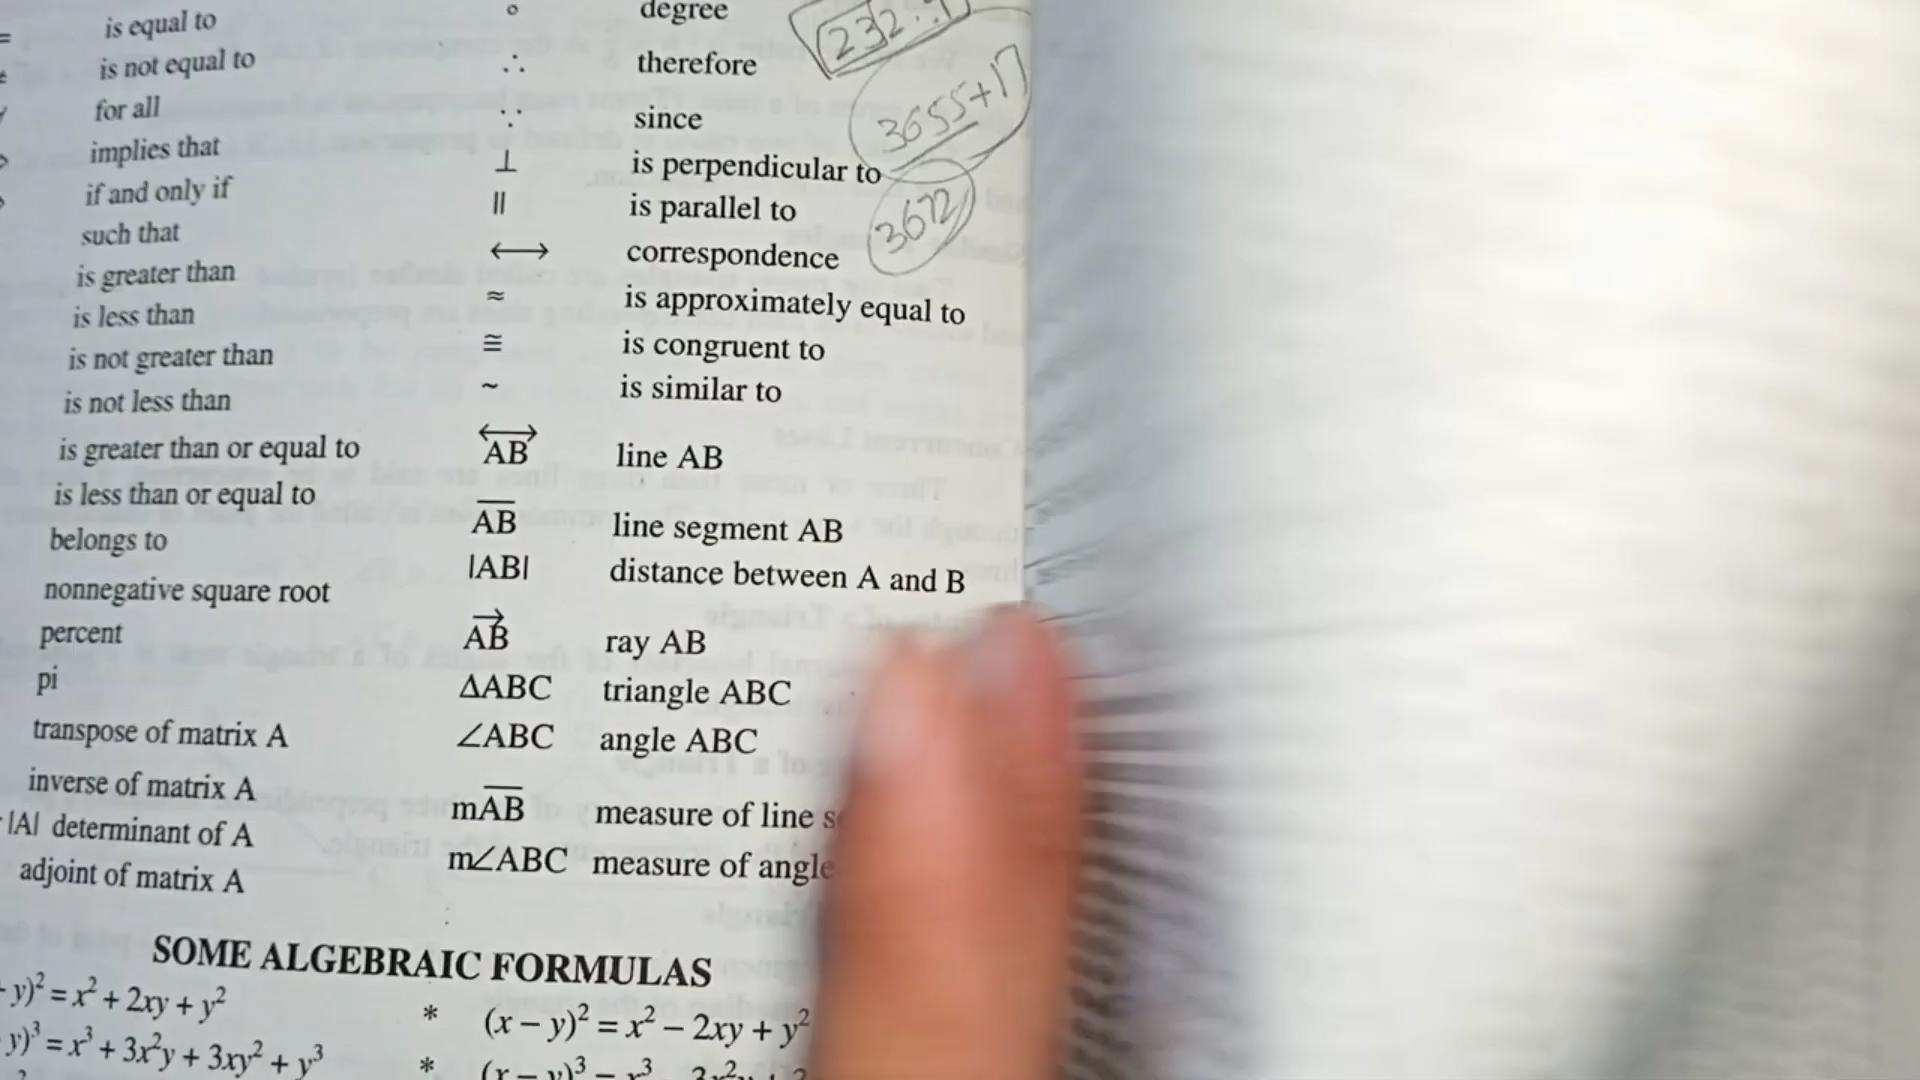 = is equal to
is not equal to
for all
implies that
if and only if
such that
is greater than
is less than
is not greater than
is not less than
is greater than or equal to
is less than or equal to
belongs to
nonnegative square root
percent
pi
transpose of matrix A
inverse of matrix A
|A| determinant of A
adjoint of matrix A
° degree
∴ therefore
∵ since
⊥ is perpendicular to
|| is parallel to
⟷ correspondence
≈ is approximately equal to
≅ is congruent to
~ is similar to
A͟B line AB
A̅B̅ line segment AB
|AB| distance between A and B
A⃗B⃗ ray AB
ΔABC triangle ABC
∠ABC angle ABC
mA̅B̅ measure of line
m∠ABC measure of angle
3655+17
3672
SOME ALGEBRAIC FORMULAS
y)² = x² + 2xy + y²
* (x – y)² = x² – 2xy + y²
y)³ = x³ + 3x²y + 3xy² + y³
*